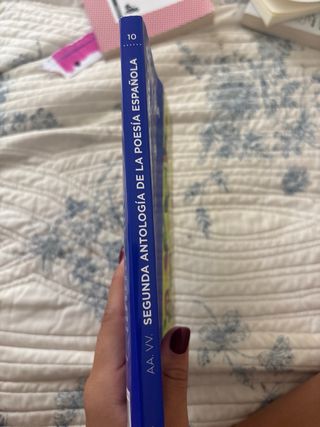 AA. VV. SEGUNDA ANTOLOGÍA DE LA POESÍA ESPAÑOLA
10